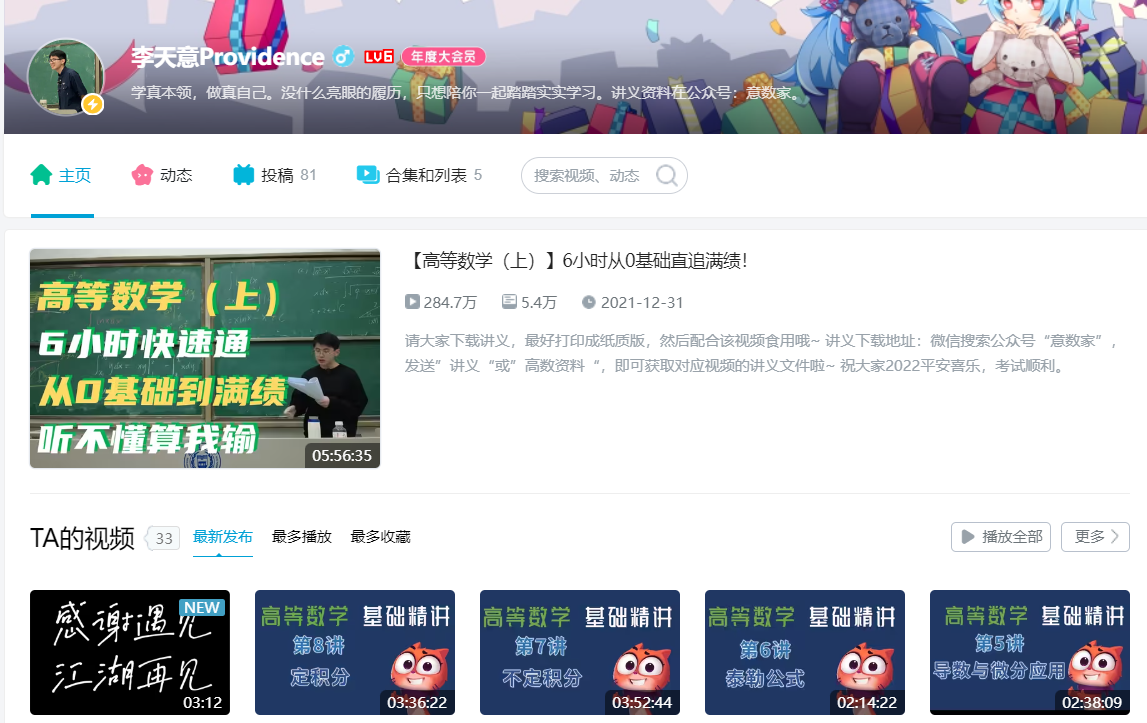 李天意Providence LV6 年度大会员
学真本领，做真自己。没什么亮眼的履历，只想陪你一起踏踏实实学习。讲义资料在公众号：意数家。
主页 动态 投稿 81 合集和列表 5 搜索视频、动态
高等数学（上）
6小时快速通
从0基础到满绩
听不懂算我输
05:56:35
【高等数学（上）】6小时从0基础直追满绩！
284.7万 5.4万 2021-12-31
请大家下载讲义，最好打印成纸质版，然后配合该视频食用哦~ 讲义下载地址：微信搜索公众号“意数家”，
发送”讲义“或”高数资料“，即可获取对应视频的讲义文件啦~ 祝大家2022平安喜乐，考试顺利。
TA的视频 33 最新发布 最多播放 最多收藏 播放全部 更多
NEW
感谢遇见
江湖再见
03:12
高等数学 基础精讲
第8讲
定积分
03:36:22
高等数学 基础精讲
第7讲
不定积分
03:52:44
高等数学 基础精讲
第6讲
泰勒公式
02:14:22
高等数学 基础精讲
第5讲
导数与微分应用
02:38:09